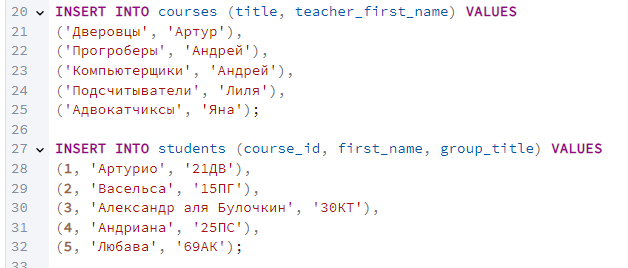 20 INSERT INTO courses (title, teacher_first_name) VALUES
21 ('Дверовцы', 'Артур'),
22 ('Прогроберы', 'Андрей'),
23 ('Компьютерщики', 'Андрей'),
24 ('Подсчитыватели', 'Лиля'),
25 ('Адвокатчиксы', 'Яна');
26
27 INSERT INTO students (course_id, first_name, group_title) VALUES
28 (1, 'Артурио', '21ДВ'),
29 (2, 'Васельса', '15ПГ'),
30 (3, 'Александр аля Булочкин', '30КТ'),
31 (4, 'Андриана', '25ПС'),
32 (5, 'Любава', '69АК');
33